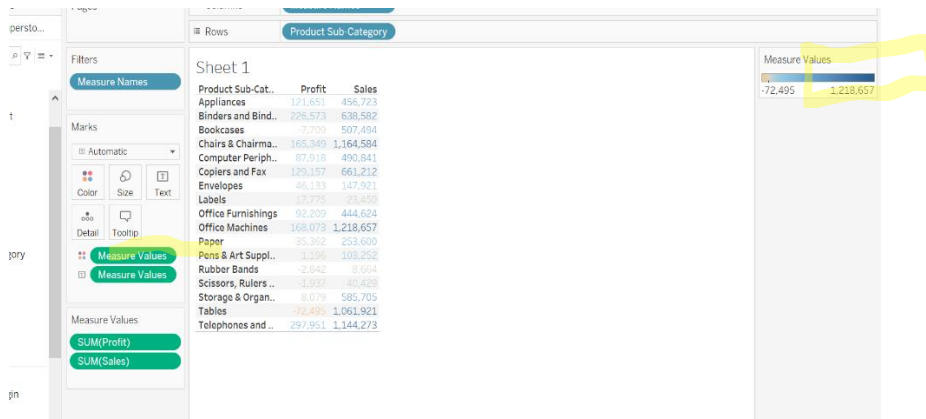 persto...
Rows Product Sub-Category
Filters
Measure Names
Marks
Automatic
Color Size Text
Detail Tooltip
gory
Measure Values
Measure Values
Measure Values
SUM(Profit)
SUM(Sales)
gin
Sheet 1
Product Sub-Cat.. Profit Sales
Appliances 121,651 456,723
Binders and Bind.. 226,573 638,582
Bookcases -7,709 507,494
Chairs & Chairma.. 165,349 1,164,584
Computer Periph.. 87,918 490,841
Copiers and Fax 129,157 661,212
Envelopes 46,133 147,921
Labels 17,775 23,450
Office Furnishings 92,209 444,624
Office Machines 168,073 1,218,657
Paper 35,362 253,600
Pens & Art Suppl.. 1,196 103,252
Rubber Bands -2,842 8,664
Scissors, Rulers .. -1,937 40,429
Storage & Organ.. 8,079 585,705
Tables -72,495 1,061,921
Telephones and .. 297,951 1,144,273
Measure Values
-72,495 1,218,657